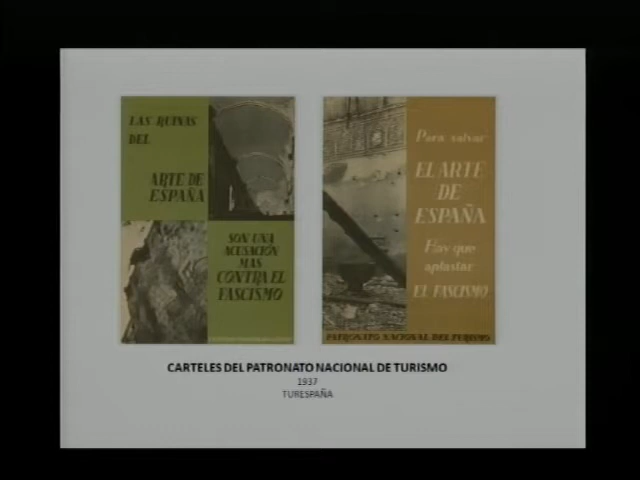 LAS RUINAS
DEL
ARTE DE
ESPAÑA
SON UNA
ACUSACIÓN
MAS
CONTRA EL
FASCISMO
Para salvar
EL ARTE
DE
ESPAÑA
Hay que
aplastar
EL FASCISMO
PATRONATO NACIONAL DEL TURISMO
CARTELES DEL PATRONATO NACIONAL DE TURISMO
1937
TURESPAÑA